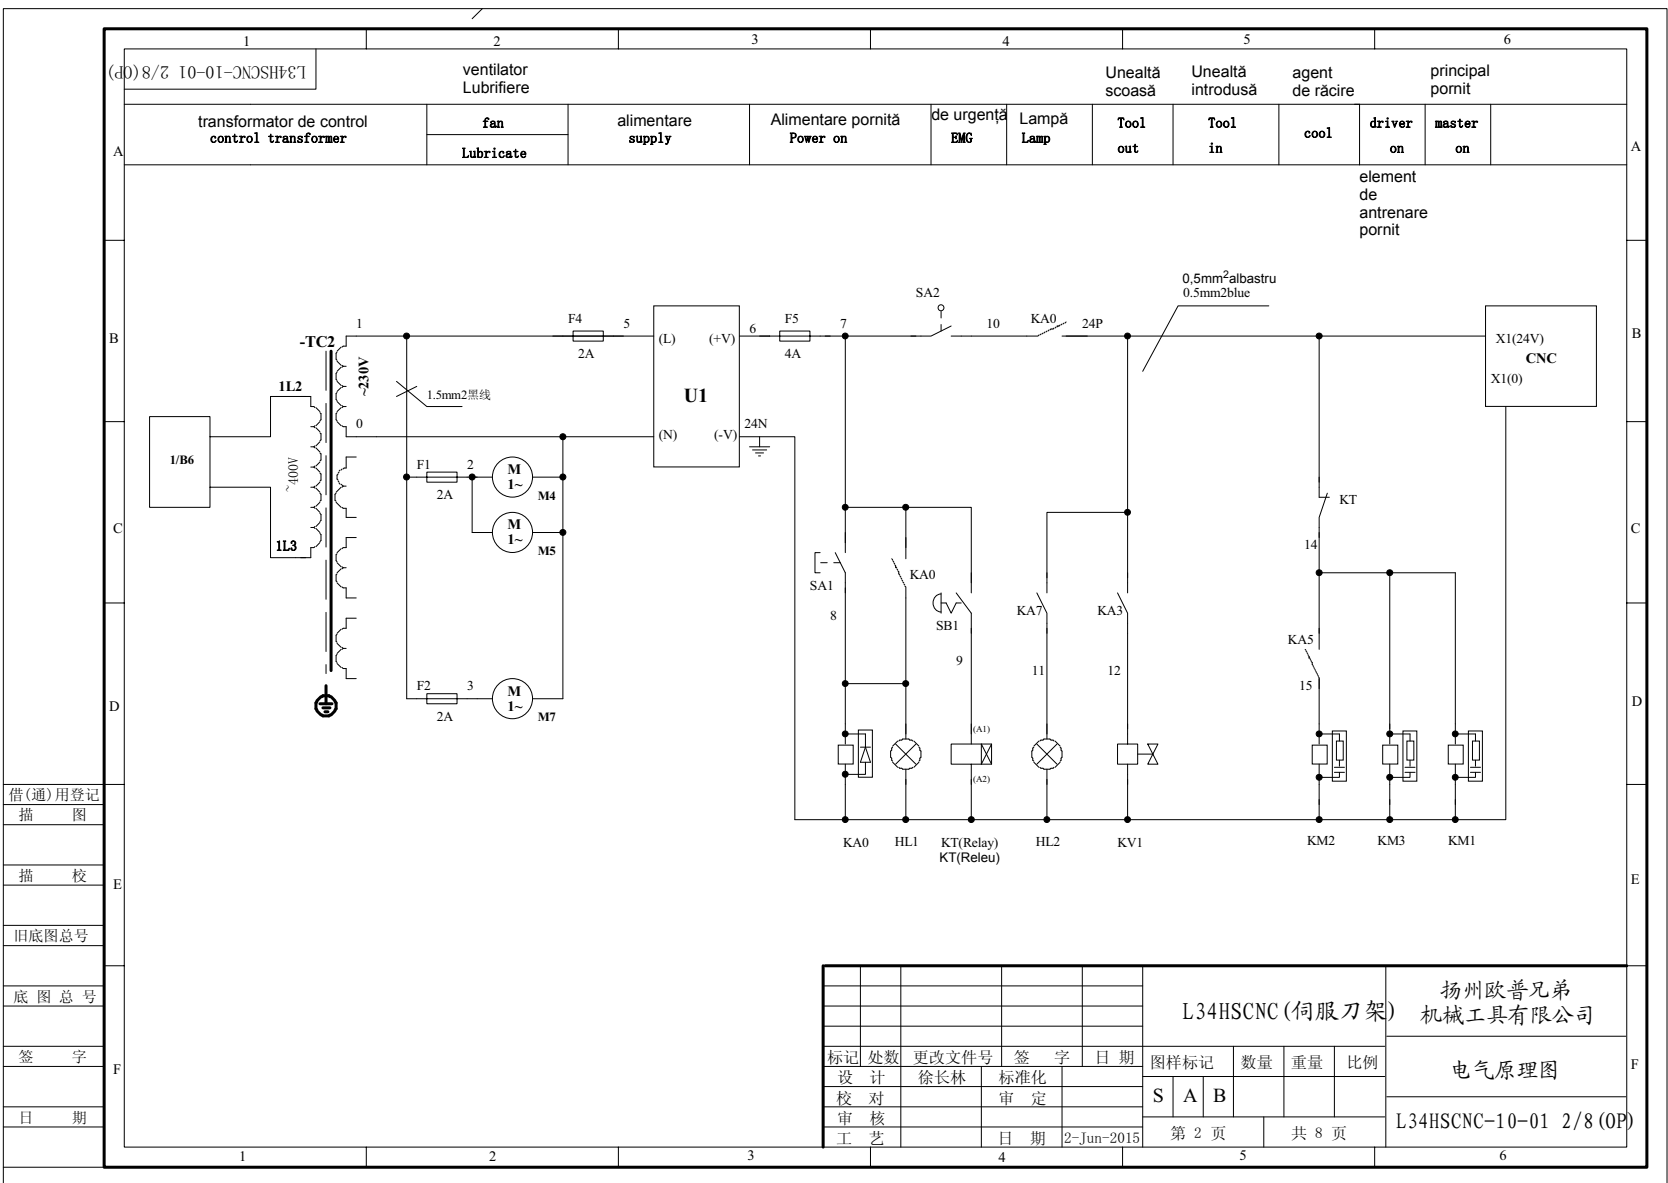 1 2 3 4 5 6
L34HSCNC-10-01 2/8(OP)
ventilator
Lubrifiere
Unealtă
scoasă
Unealtă
introdusă
agent
de răcire
principal
pornit
transformator de control
control transformer
fan
Lubricate
alimentare
supply
Alimentare pornită
Power on
de urgență
EMG
Lampă
Lamp
Tool
out
Tool
in
cool
driver
on
master
on
element
de
antrenare
pornit
A A
B B
C C
D D
E E
F F
0,5mm2albastru
0.5mm2blue
-TC2
1
~230V
0
1L2
~400V
1L3
1/B6
1.5mm2黑线
F4
2A
5
(L) (+V)
U1
(N) (-V)
6
F5
4A
7
SA2
10
KA0
24P
X1(24V)
CNC
X1(0)
24N
F1
2A
2
M
1~
M4
M
1~
M5
F2
2A
3
M
1~
M7
SA1
8
KA0
SB1
9
KA7
11
KA3
12
KT
14
KA5
15
(A1)
(A2)
KA0 HL1 KT(Relay) HL2 KV1 KM2 KM3 KM1
KT(Releu)
借(通)用登记
描 图
描 校
旧底图总号
底图总号
签 字
日 期
标记 处数 更改文件号 签 字 日 期
设 计 徐长林 标准化
校 对 审 定
审 核
工 艺 日 期 2-Jun-2015
L34HSCNC(伺服刀架)
图样标记 数量 重量 比例
S A B
第 2 页 共 8 页
扬州欧普兄弟
机械工具有限公司
电气原理图
L34HSCNC-10-01 2/8(OP)
1 2 3 4 5 6